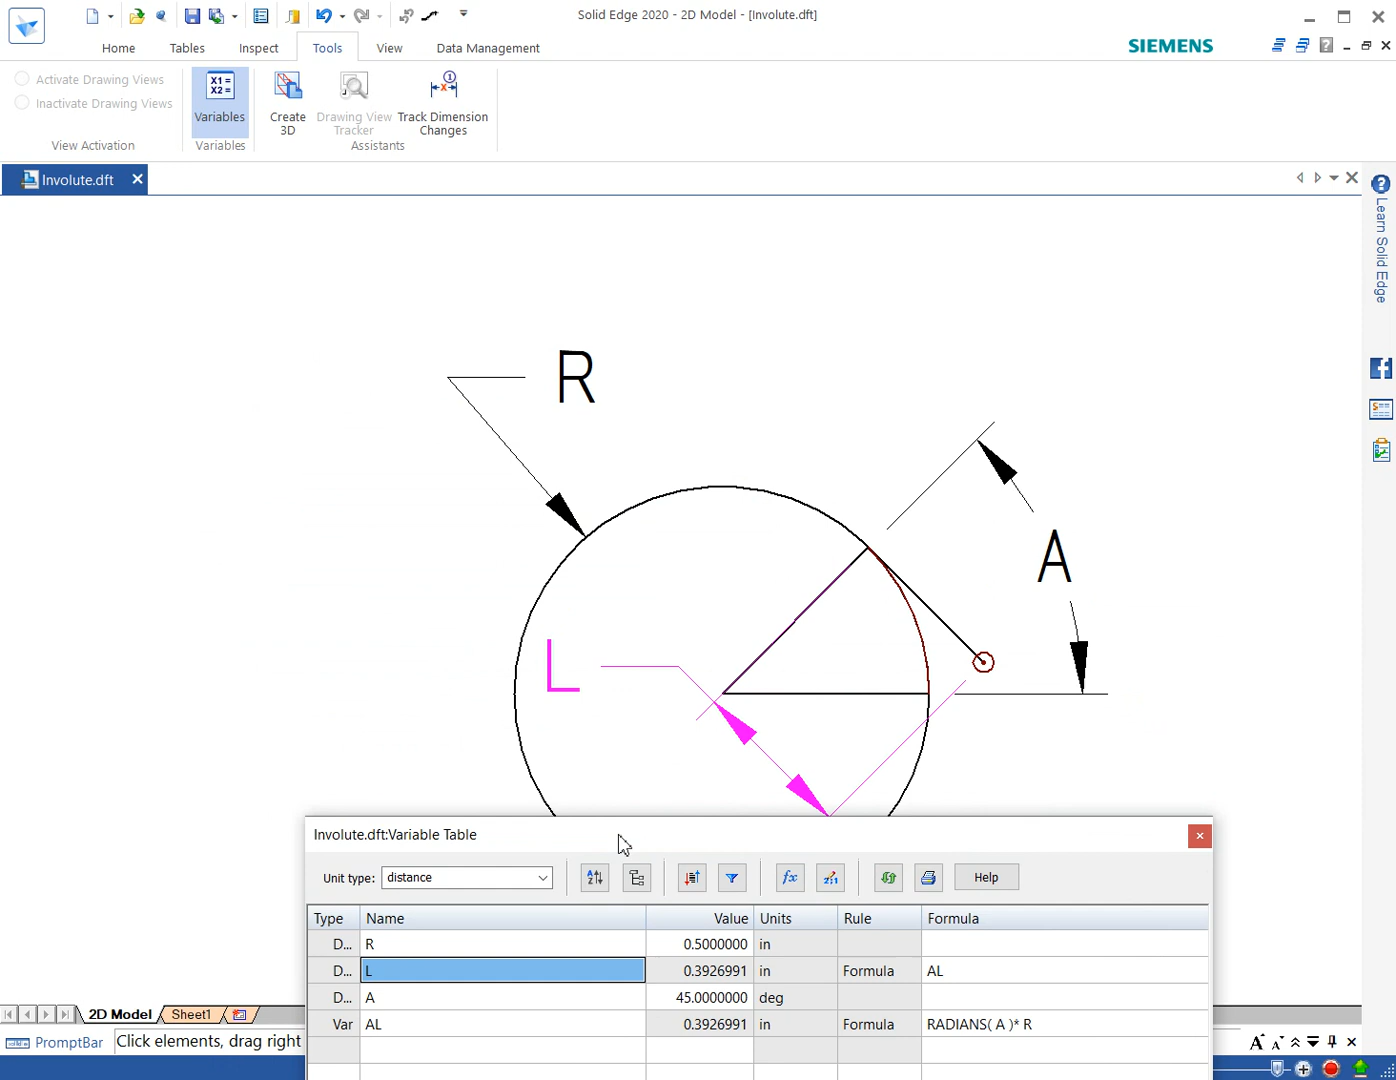 Solid Edge 2020 - 2D Model - [Involute.dft]
Home Tables Inspect Tools View Data Management
SIEMENS
Activate Drawing Views
Inactivate Drawing Views
View Activation
X1=
X2=
Variables
Variables
Create
3D
Drawing View
Tracker
Track Dimension
Changes
Assistants
Involute.dft
Learn Solid Edge
R
A
L
Involute.dft:Variable Table
Unit type: distance
Help
Type Name Value Units Rule Formula
D... R 0.5000000 in
D... L 0.3926991 in Formula AL
D... A 45.0000000 deg
Var AL 0.3926991 in Formula RADIANS( A )* R
2D Model Sheet1
PromptBar Click elements, drag right